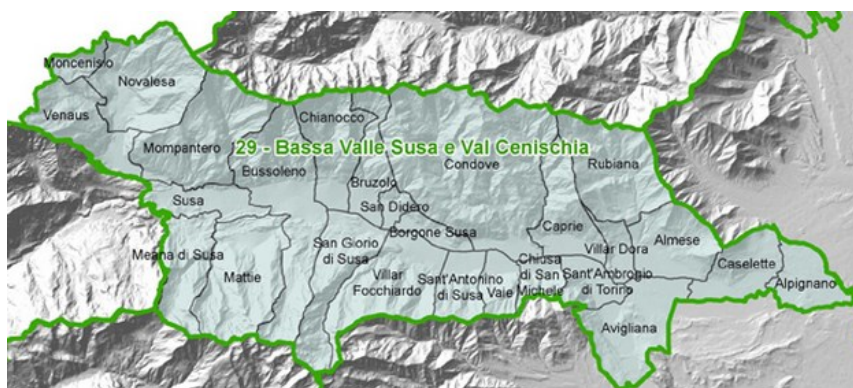 Moncenisio
Novalesa
Venaus
Chianocco
Mompantero
29 - Bassa Valle Susa e Val Cenischia
Bussoleno
Condove
Rubiana
Bruzolo
Susa
San Didero
Borgone Susa
Caprie
Almese
Meana di Susa
Mattie
San Giorio
di Susa
Villar Dora
Villar
Focchiardo
Sant'Antonino
di Susa
Vaie
Chiusa
di San
Michele
Sant'Ambrogio
di Torino
Caselette
Alpignano
Avigliana